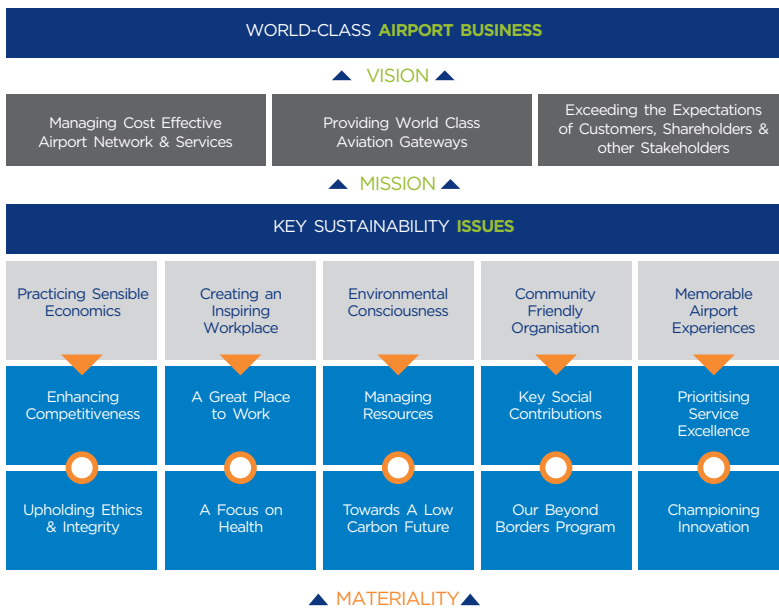 WORLD-CLASS AIRPORT BUSINESS
VISION
Managing Cost Effective
Airport Network & Services
Providing World Class
Aviation Gateways
Exceeding the Expectations
of Customers, Shareholders &
other Stakeholders
MISSION
KEY SUSTAINABILITY ISSUES
Practicing Sensible
Economics
Creating an
Inspiring
Workplace
Environmental
Consciousness
Community
Friendly
Organisation
Memorable
Airport
Experiences
Enhancing
Competitiveness
A Great Place
to Work
Managing
Resources
Key Social
Contributions
Prioritising
Service
Excellence
Upholding Ethics
& Integrity
A Focus on
Health
Towards A Low
Carbon Future
Our Beyond
Borders Program
Championing
Innovation
MATERIALITY